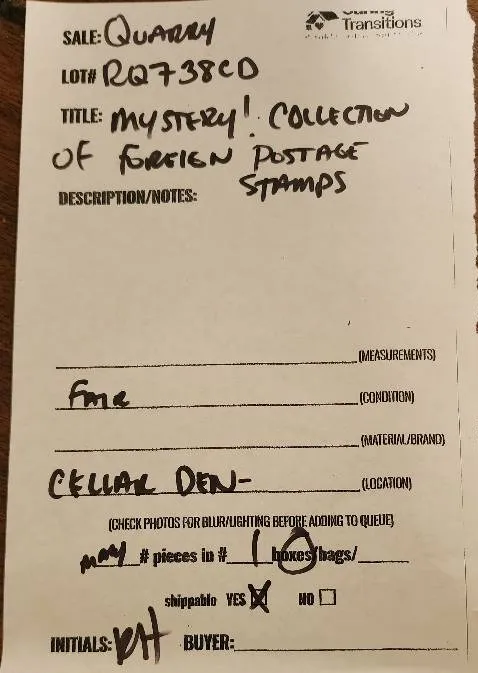 Transitions
SALE: QUARRY
LOT# RQ738CD
TITLE: MYSTERY! COLLECTION
OF FOREIGN POSTAGE
STAMPS
DESCRIPTION/NOTES:
(MEASUREMENTS)
FAIR (CONDITION)
(MATERIAL/BRAND)
CELLAR DEN- (LOCATION)
(CHECK PHOTOS FOR BLUR/LIGHTING BEFORE ADDING TO QUEUE)
MANY # pieces in # 1 boxes/bags/
shippable YES NO
INITIALS: RH BUYER: